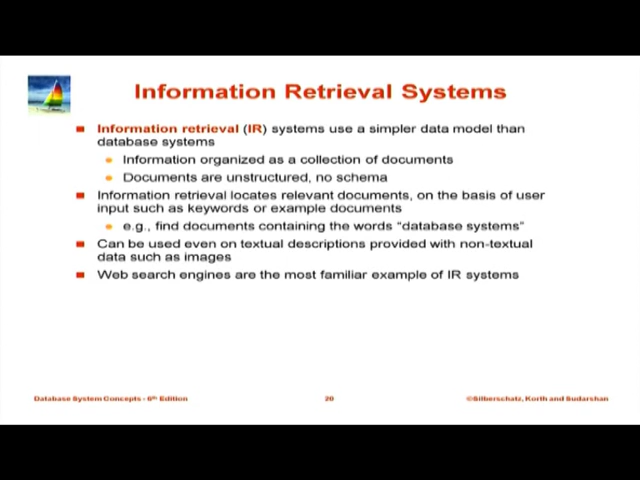 Information Retrieval Systems
Information retrieval (IR) systems use a simpler data model than
database systems
Information organized as a collection of documents
Documents are unstructured, no schema
Information retrieval locates relevant documents, on the basis of user
input such as keywords or example documents
e.g., find documents containing the words “database systems”
Can be used even on textual descriptions provided with non-textual
data such as images
Web search engines are the most familiar example of IR systems
Database System Concepts - 6th Edition
20
©Silberschatz, Korth and Sudarshan